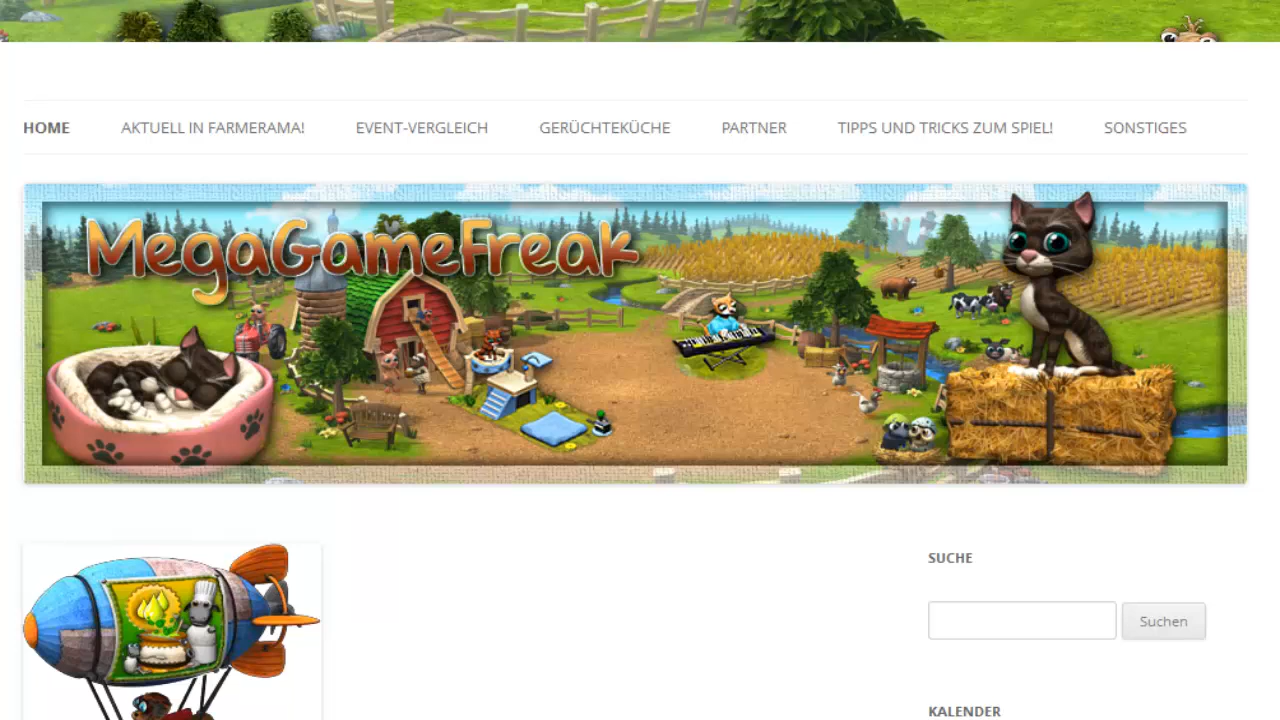 HOME AKTUELL IN FARMERAMA! EVENT-VERGLEICH GERÜCHTEKÜCHE PARTNER TIPPS UND TRICKS ZUM SPIEL! SONSTIGES
MegaGameFreak
SUCHE
Suchen
KALENDER